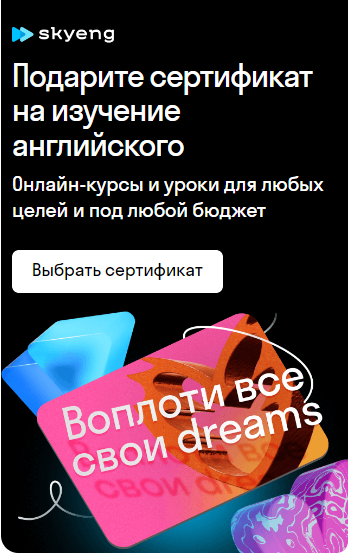 skyeng
Подарите сертификат
на изучение
английского
Онлайн-курсы и уроки для любых
целей и под любой бюджет
Выбрать сертификат
Воплоти все
свои dreams